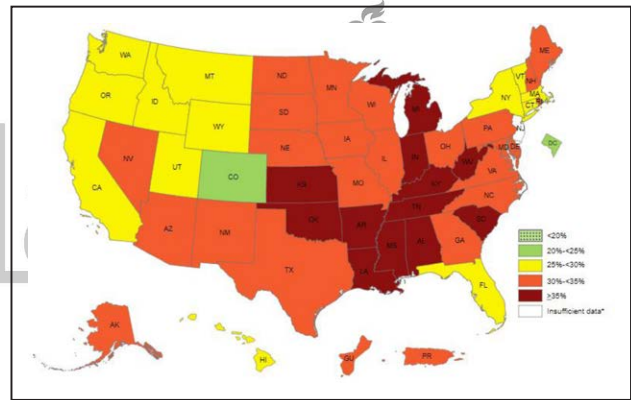 WA
MT
ND
MN
ME
VT
NH
OR
ID
SD
WI
MI
NY
MA
CT
WY
IA
PA
NJ
NV
NE
IL
IN
OH
MD
DE
DC
UT
CO
KS
MO
KY
WV
VA
CA
NC
TN
AZ
NM
OK
AR
SC
TX
LA
MS
AL
GA
FL
AK
HI
GU
PR
<20%
20%-<25%
25%-<30%
30%-<35%
≥35%
Insufficient data*